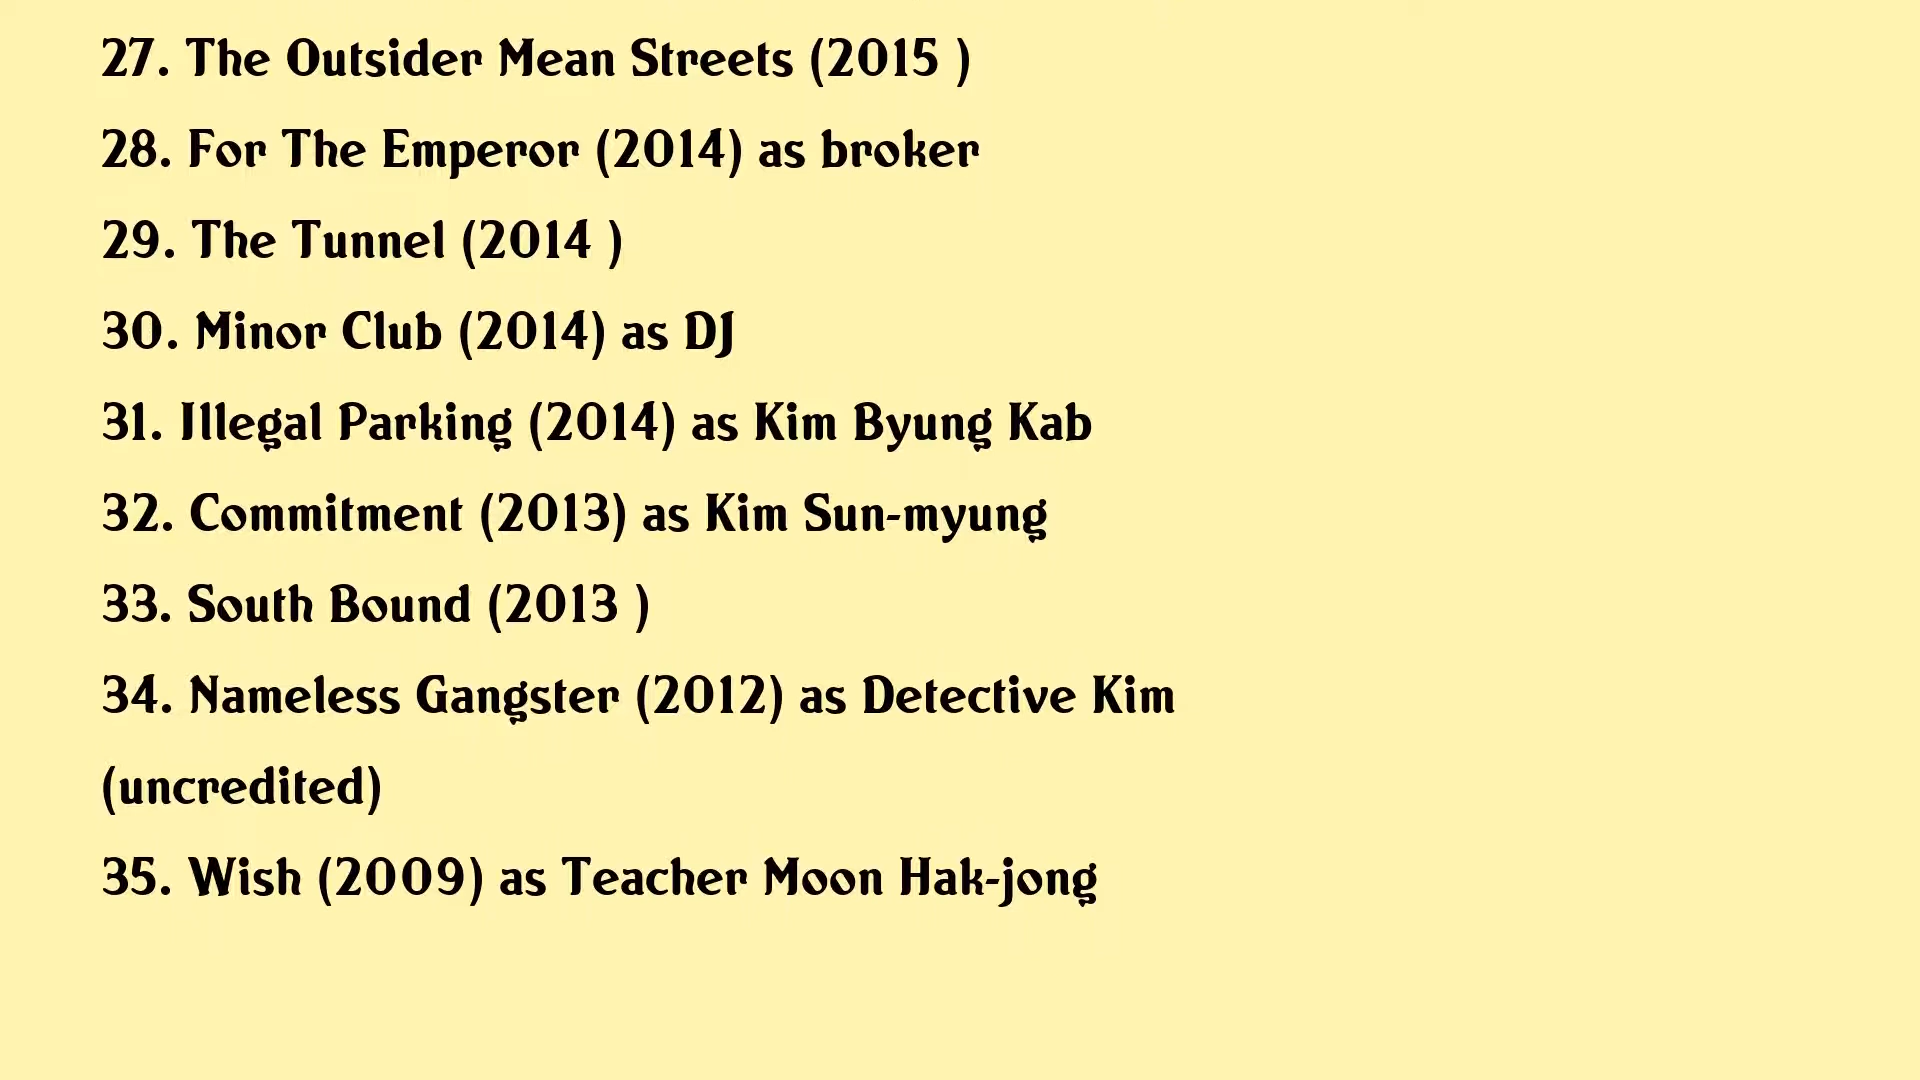 27. The Outsider Mean Streets (2015 )
28. For The Emperor (2014) as broker
29. The Tunnel (2014 )
30. Minor Club (2014) as DJ
31. Illegal Parking (2014) as Kim Byung Kab
32. Commitment (2013) as Kim Sun-myung
33. South Bound (2013 )
34. Nameless Gangster (2012) as Detective Kim
(uncredited)
35. Wish (2009) as Teacher Moon Hak-jong